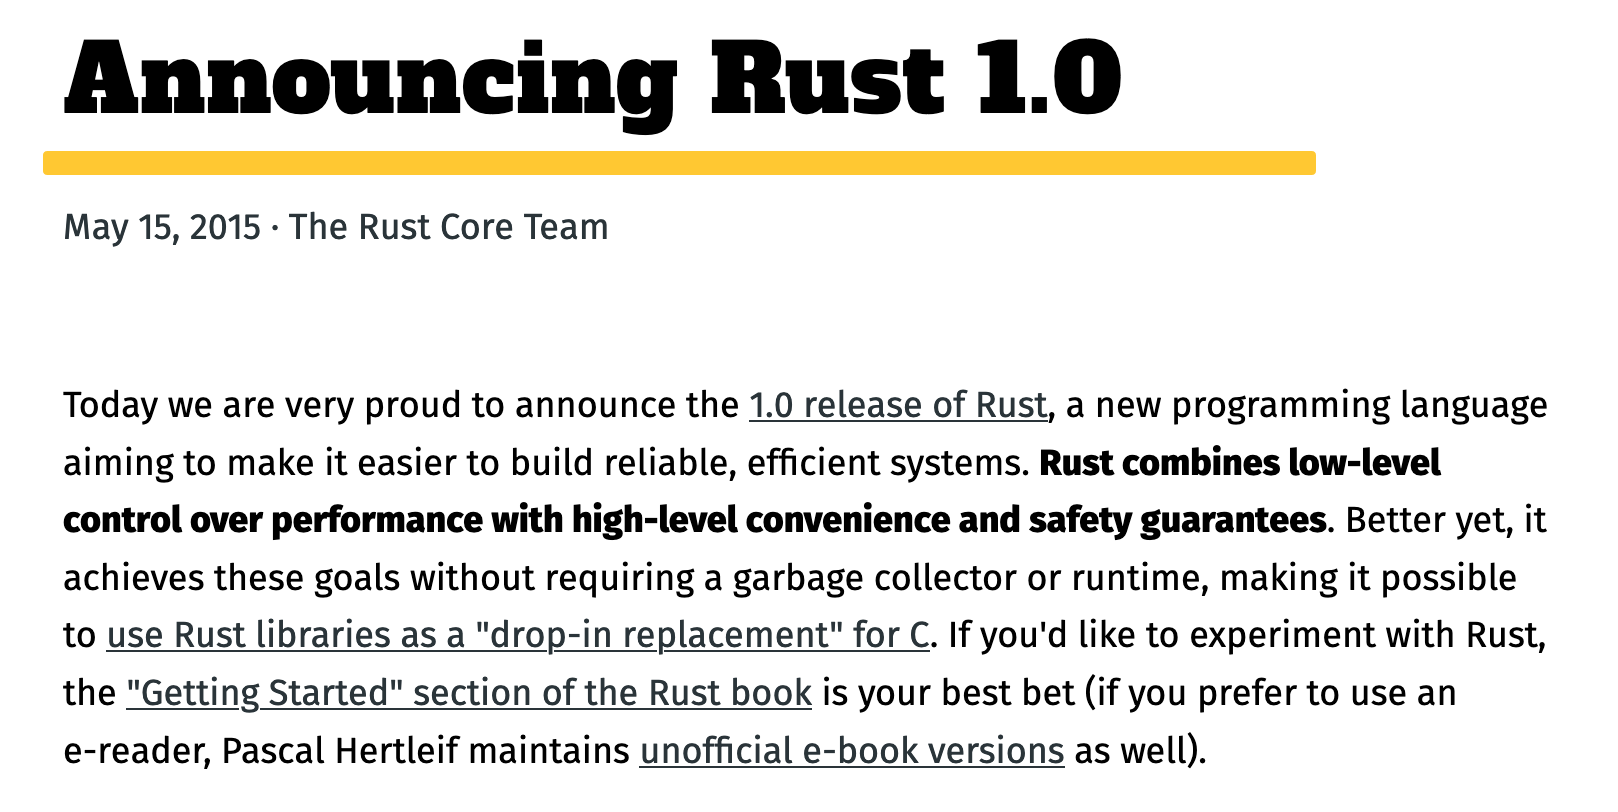 Announcing Rust 1.0
May 15, 2015 · The Rust Core Team
Today we are very proud to announce the 1.0 release of Rust, a new programming language
aiming to make it easier to build reliable, efficient systems. Rust combines low-level
control over performance with high-level convenience and safety guarantees. Better yet, it
achieves these goals without requiring a garbage collector or runtime, making it possible
to use Rust libraries as a "drop-in replacement" for C. If you'd like to experiment with Rust,
the "Getting Started" section of the Rust book is your best bet (if you prefer to use an
e-reader, Pascal Hertleif maintains unofficial e-book versions as well).